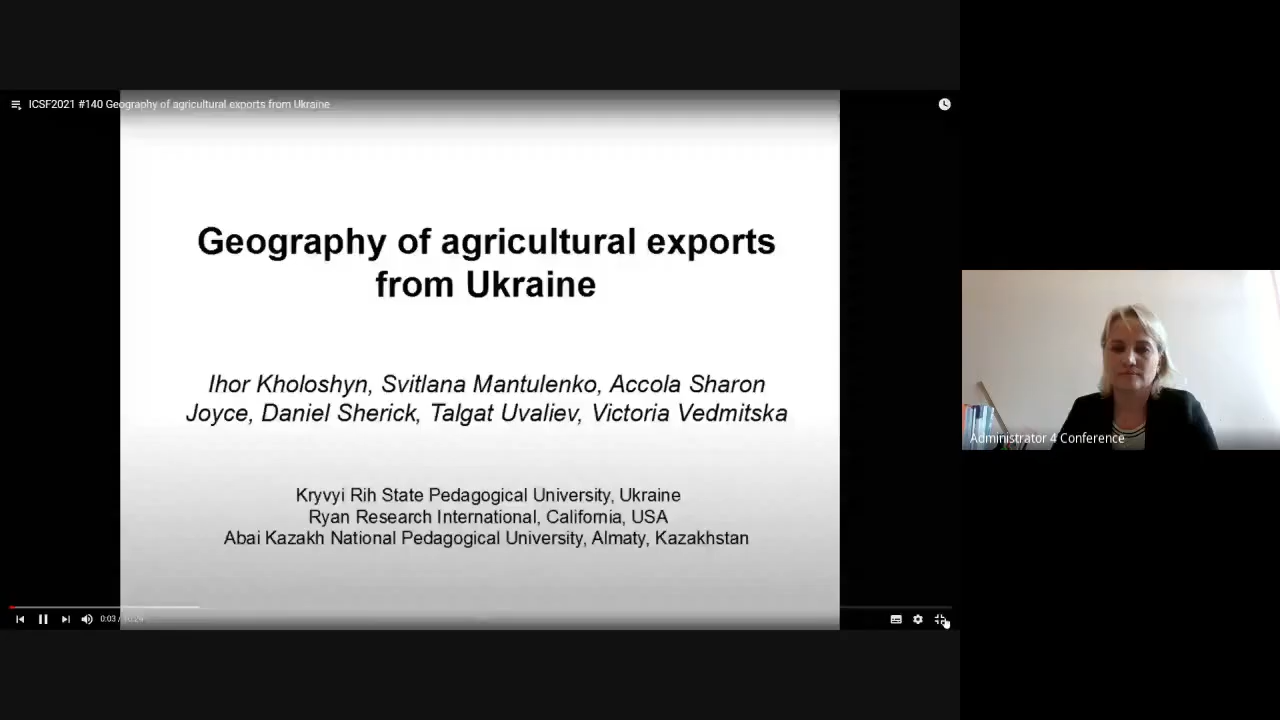 ICSF2021 #140 Geography of agricultural exports from Ukraine
Geography of agricultural exports
from Ukraine
Ihor Kholoshyn, Svitlana Mantulenko, Accola Sharon
Joyce, Daniel Sherick, Talgat Uvaliev, Victoria Vedmitska
Kryvyi Rih State Pedagogical University, Ukraine
Ryan Research International, California, USA
Abai Kazakh National Pedagogical University, Almaty, Kazakhstan
Administrator 4 Conference
0:03 /